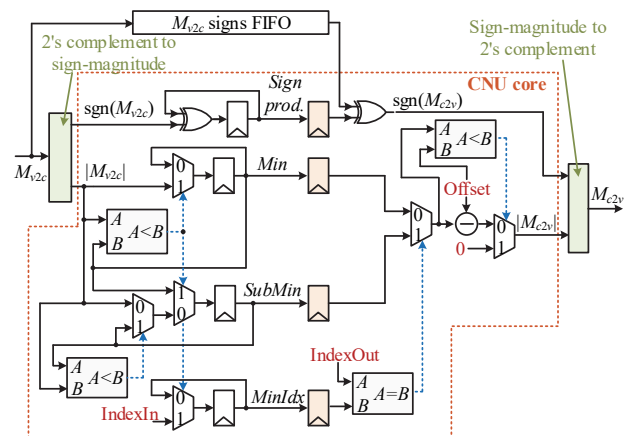 M_v2c signs FIFO
Sign-magnitude to
2's complement
2's complement to
sign-magnitude
CNU core
Sign
prod.
sgn(M_v2c)
sgn(M_c2v)
A
B
A<B
M_v2c
|M_v2c|
0
1
Min
Offset
M_c2v
A
B
A<B
0
1
−
0
1
|M_c2v|
0
1
0
SubMin
0
1
A
B
A<B
IndexOut
A
B
A=B
0
1
MinIdx
IndexIn